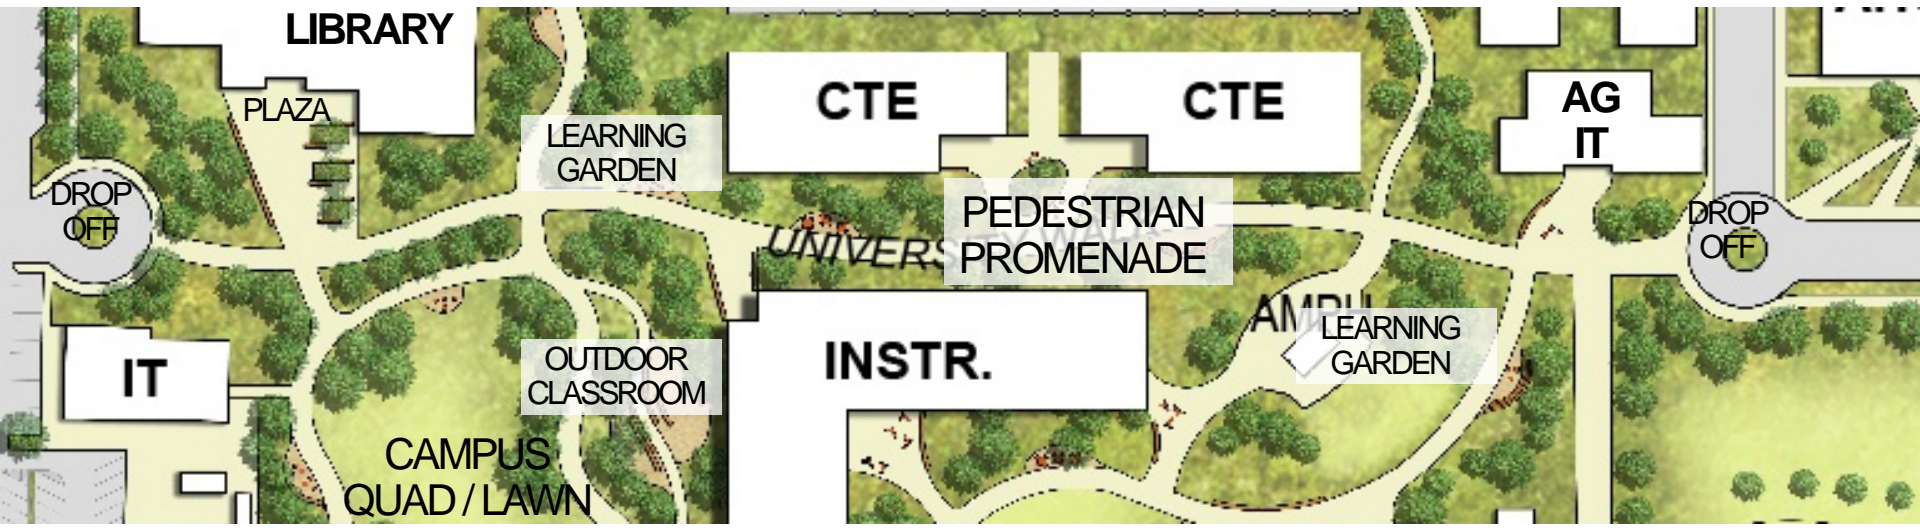 LIBRARY
PLAZA
DROP
OFF
LEARNING
GARDEN
CTE
CTE
AG
IT
PEDESTRIAN
PROMENADE
UNIVERSITY
DROP
OFF
IT
OUTDOOR
CLASSROOM
INSTR.
LEARNING
GARDEN
CAMPUS
QUAD / LAWN